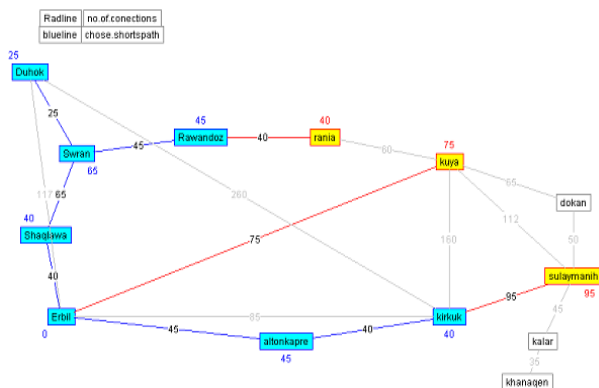 Radline no.of.conections
blueline chose.shortspath
25
Duhok
25
45
Rawandoz
40
40
rania
45
Swran
65
60
75
kuya
65
dokan
117
65
260
112
40
Shaqlawa
75
160
50
40
sulaymanih
95
95
Erbil
0
85
kirkuk
40
45
altonkapre
45
40
45
kalar
35
khanaqen